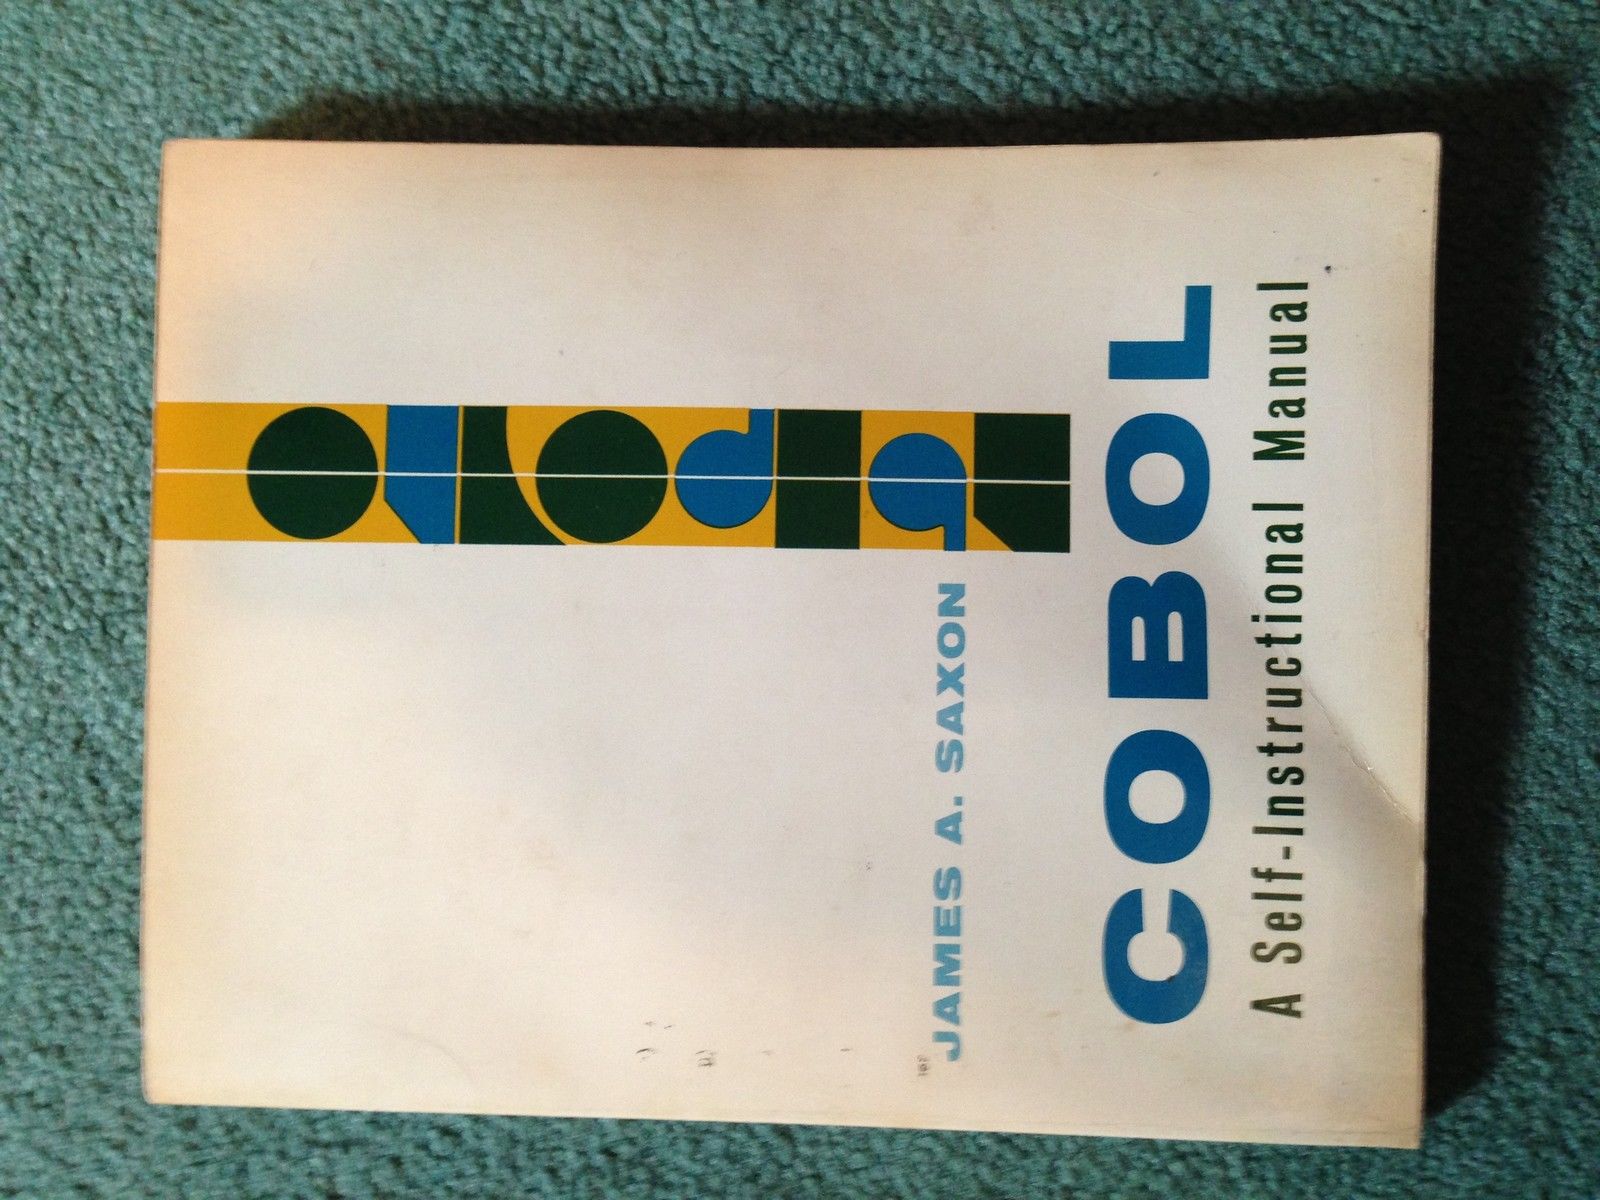 JAMES A. SAXON
COBOL
A Self-Instructional Manual